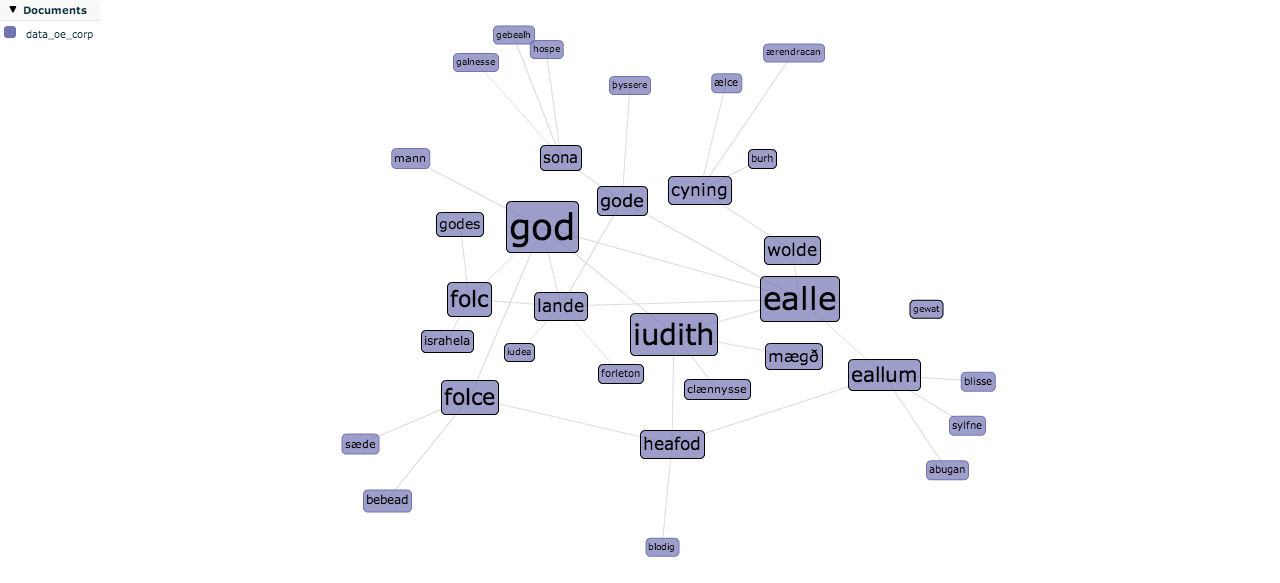 ▼ Documents
data_oe_corp
gebealh
hospe
ærendracan
galnesse
ælce
þyssere
mann
sona
burh
cyning
gode
godes
god
wolde
folc
ealle
lande
gewat
iudith
israhela
iudea
mægð
forleton
eallum
blisse
clænnysse
folce
sylfne
sæde
heafod
abugan
bebead
blodig